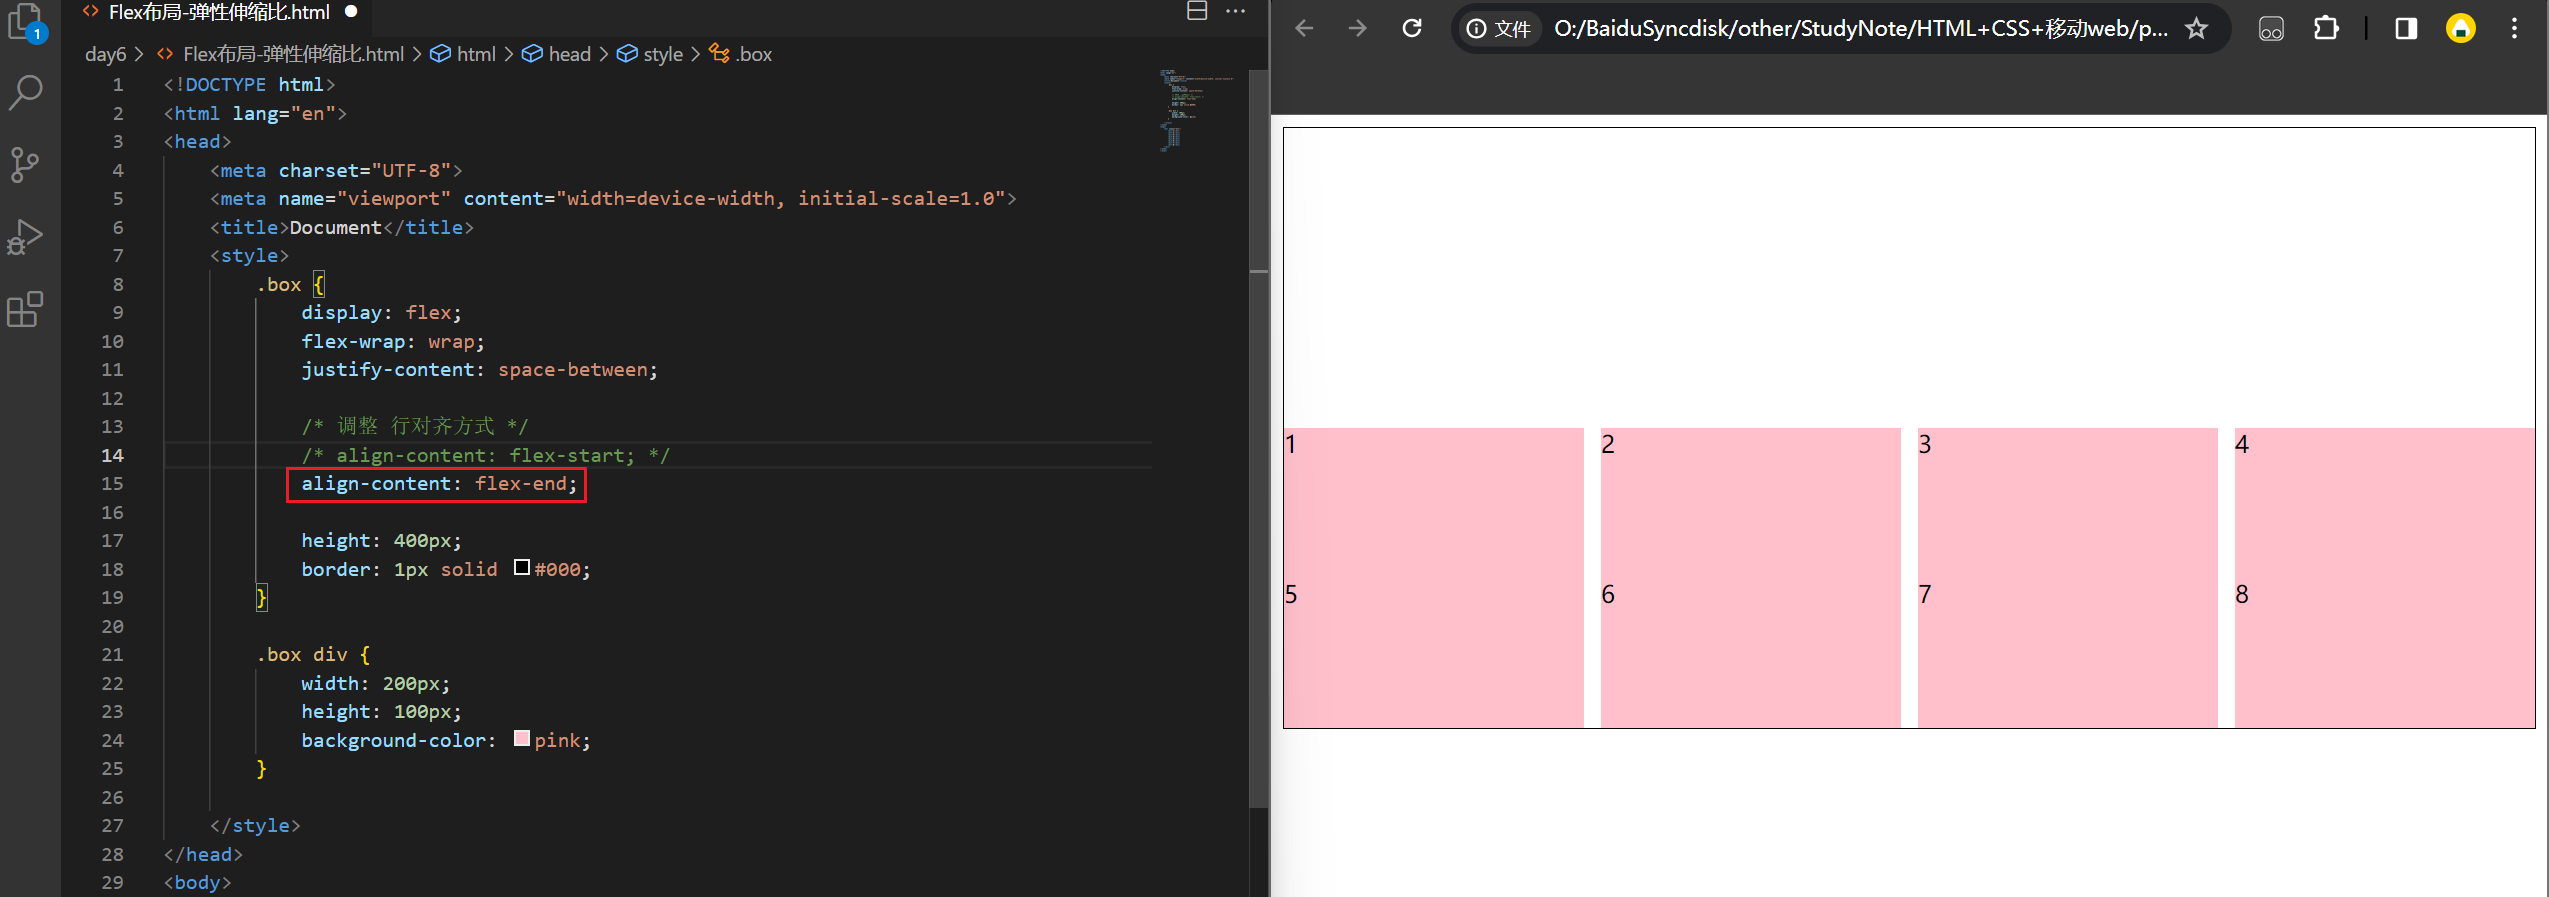 Flex布局-弹性伸缩比.html
day6 > Flex布局-弹性伸缩比.html > html > head > style > .box
1 <!DOCTYPE html>
2 <html lang="en">
3 <head>
4 <meta charset="UTF-8">
5 <meta name="viewport" content="width=device-width, initial-scale=1.0">
6 <title>Document</title>
7 <style>
8 .box {
9 display: flex;
10 flex-wrap: wrap;
11 justify-content: space-between;
12
13 /* 调整 行对齐方式 */
14 /* align-content: flex-start; */
15 align-content: flex-end;
16
17 height: 400px;
18 border: 1px solid #000;
19 }
20
21 .box div {
22 width: 200px;
23 height: 100px;
24 background-color: pink;
25 }
26
27 </style>
28 </head>
29 <body>
1
文件 O:/BaiduSyncdisk/other/StudyNote/HTML+CSS+移动web/p...
1 2 3 4
5 6 7 8